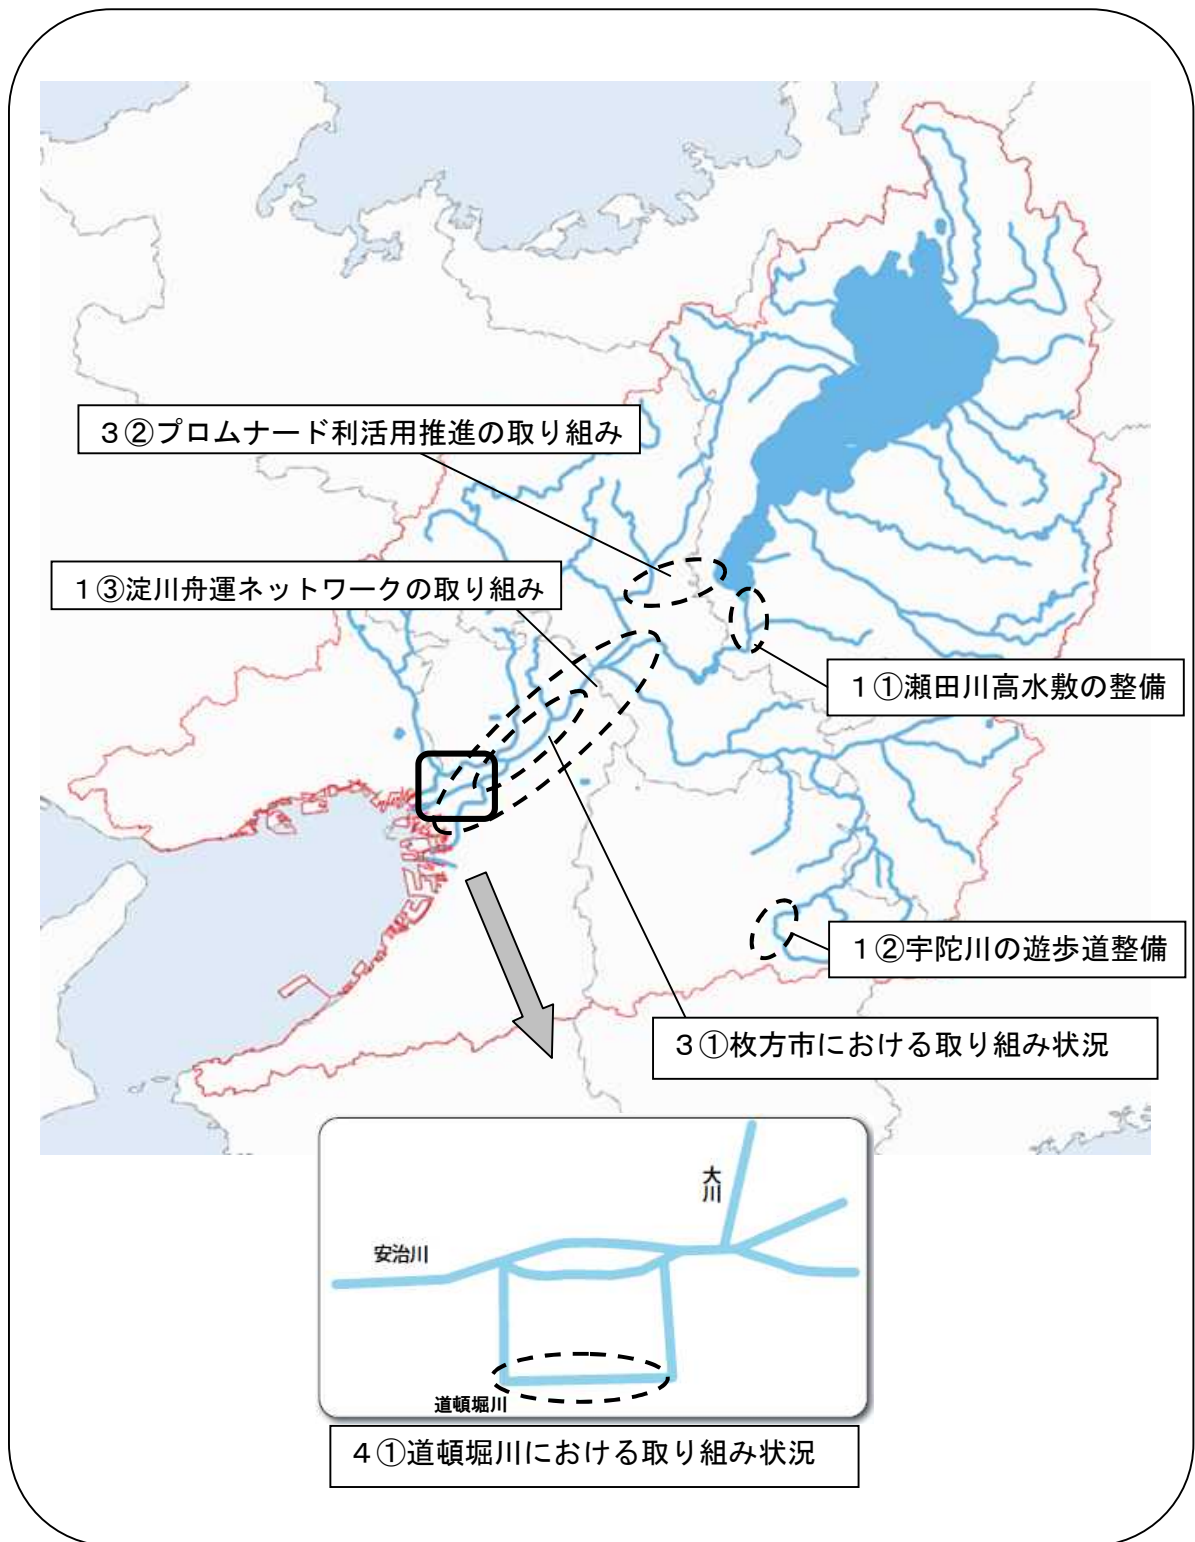 ３②プロムナード利活用推進の取り組み
１③淀川舟運ネットワークの取り組み
１①瀬田川高水敷の整備
１②宇陀川の遊歩道整備
３①枚方市における取り組み状況
大川
安治川
道頓堀川
４①道頓堀川における取り組み状況